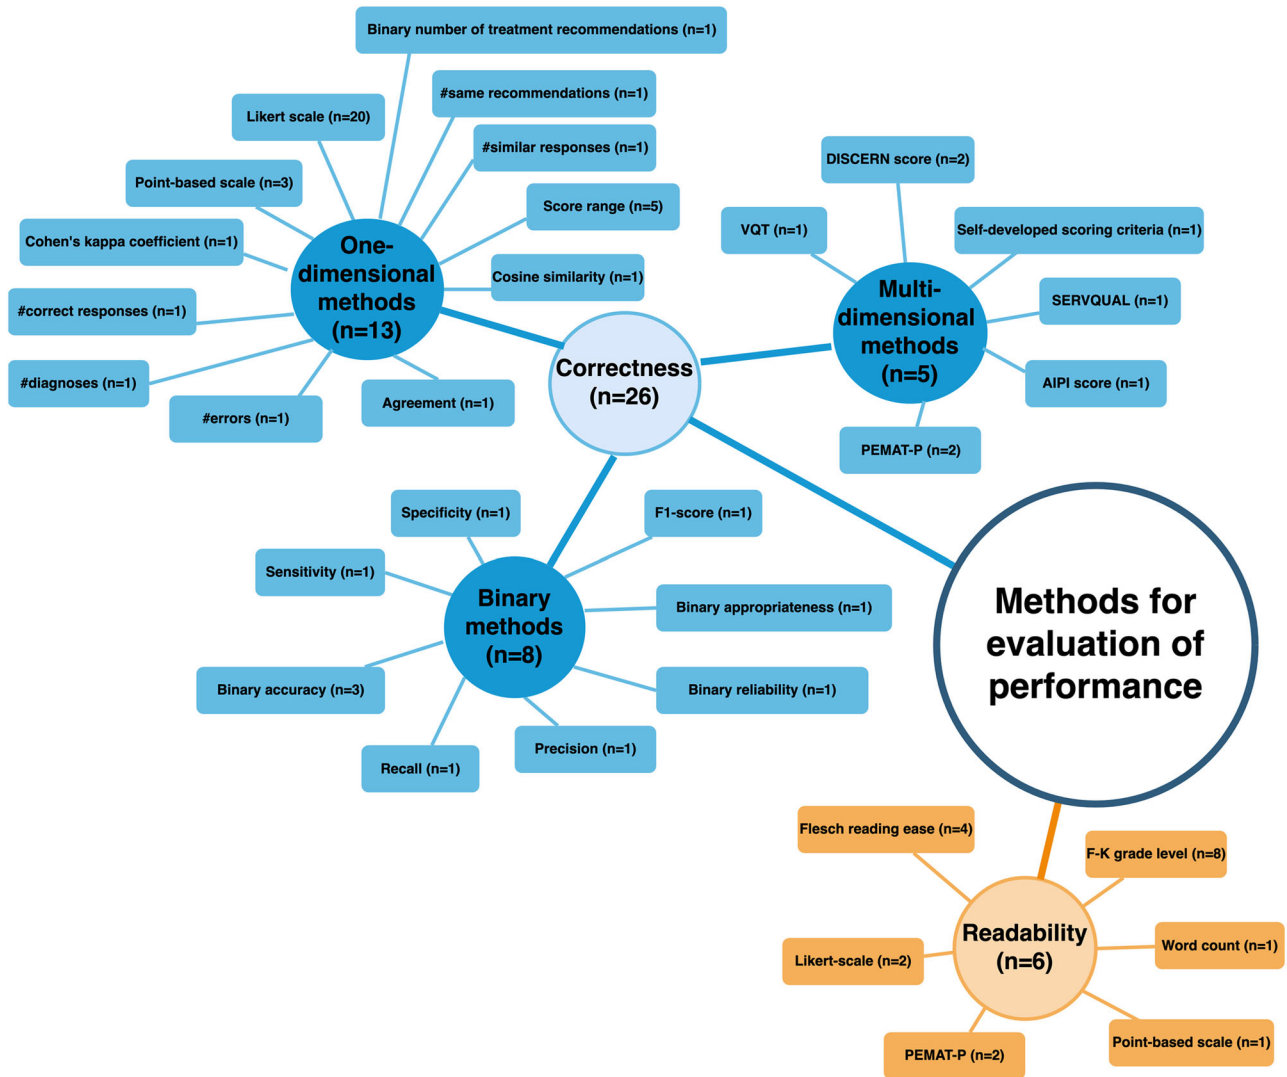 Binary number of treatment recommendations (n=1)
#same recommendations (n=1)
Likert scale (n=20)
#similar responses (n=1)
Point-based scale (n=3)
Score range (n=5)
Cohen's kappa coefficient (n=1)
One-
dimensional
methods
(n=13)
Cosine similarity (n=1)
#correct responses (n=1)
#diagnoses (n=1)
#errors (n=1)
Agreement (n=1)
Correctness
(n=26)
DISCERN score (n=2)
VQT (n=1)
Self-developed scoring criteria (n=1)
Multi-
dimensional
methods
(n=5)
SERVQUAL (n=1)
AIPI score (n=1)
PEMAT-P (n=2)
Specificity (n=1)
F1-score (n=1)
Sensitivity (n=1)
Binary
methods
(n=8)
Binary appropriateness (n=1)
Binary accuracy (n=3)
Binary reliability (n=1)
Precision (n=1)
Recall (n=1)
Methods for
evaluation of
performance
Flesch reading ease (n=4)
F-K grade level (n=8)
Readability
(n=6)
Word count (n=1)
Likert-scale (n=2)
Point-based scale (n=1)
PEMAT-P (n=2)